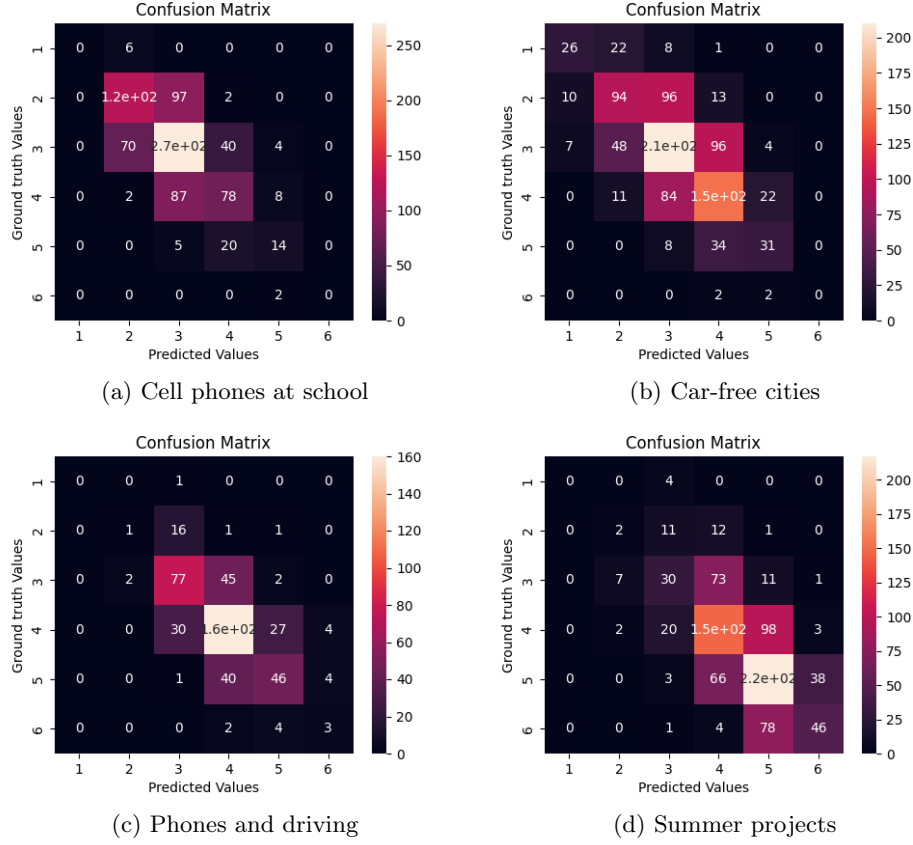 Confusion Matrix
Ground truth Values
1 0 6 0 0 0 0
2 0 1.2e+02 97 2 0 0
3 0 70 2.7e+02 40 4 0
4 0 2 87 78 8 0
5 0 0 5 20 14 0
6 0 0 0 0 2 0
1 2 3 4 5 6
Predicted Values
250
200
150
100
50
0
(a) Cell phones at school
Confusion Matrix
Ground truth Values
1 26 22 8 1 0 0
2 10 94 96 13 0 0
3 7 48 2.1e+02 96 4 0
4 0 11 84 1.5e+02 22 0
5 0 0 8 34 31 0
6 0 0 0 2 2 0
1 2 3 4 5 6
Predicted Values
200
175
150
125
100
75
50
25
0
(b) Car-free cities
Confusion Matrix
Ground truth Values
1 0 0 1 0 0 0
2 0 1 16 1 1 0
3 0 2 77 45 2 0
4 0 0 30 1.6e+02 27 4
5 0 0 1 40 46 4
6 0 0 0 2 4 3
1 2 3 4 5 6
Predicted Values
160
140
120
100
80
60
40
20
0
(c) Phones and driving
Confusion Matrix
Ground truth Values
1 0 0 4 0 0 0
2 0 2 11 12 1 0
3 0 7 30 73 11 1
4 0 2 20 1.5e+02 98 3
5 0 0 3 66 2.2e+02 38
6 0 0 1 4 78 46
1 2 3 4 5 6
Predicted Values
200
175
150
125
100
75
50
25
0
(d) Summer projects